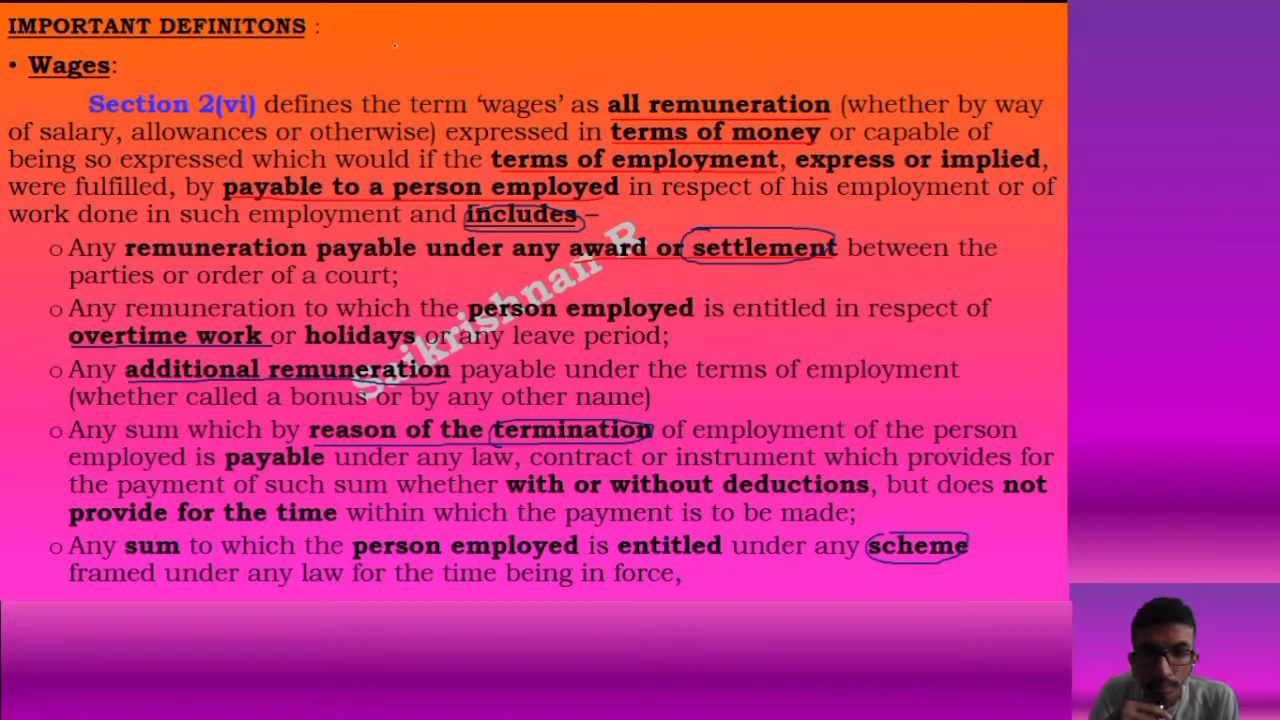 IMPORTANT DEFINITONS :
• Wages:
Section 2(vi) defines the term ‘wages’ as all remuneration (whether by way
of salary, allowances or otherwise) expressed in terms of money or capable of
being so expressed which would if the terms of employment, express or implied,
were fulfilled, by payable to a person employed in respect of his employment or of
work done in such employment and includes –
o Any remuneration payable under any award or settlement between the
parties or order of a court;
o Any remuneration to which the person employed is entitled in respect of
overtime work or holidays or any leave period;
o Any additional remuneration payable under the terms of employment
(whether called a bonus or by any other name)
o Any sum which by reason of the termination of employment of the person
employed is payable under any law, contract or instrument which provides for
the payment of such sum whether with or without deductions, but does not
provide for the time within which the payment is to be made;
o Any sum to which the person employed is entitled under any scheme
framed under any law for the time being in force,
Saikrishnan R